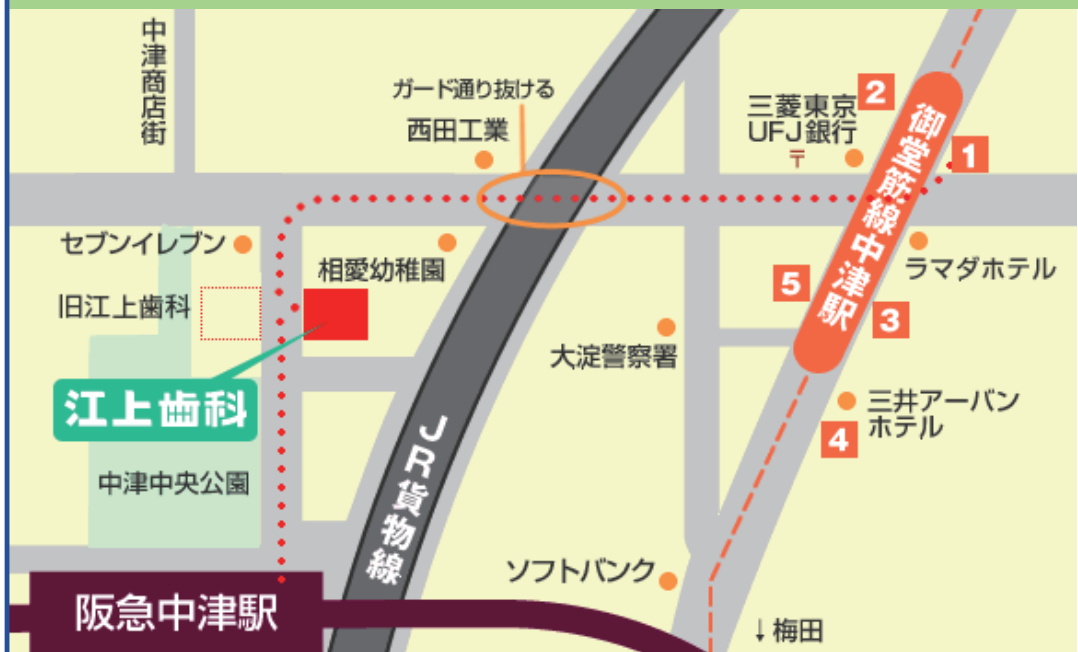 中津商店街
ガード通り抜ける
西田工業
三菱東京
UFJ銀行
〒
2
1
御堂筋線中津駅
セブンイレブン
相愛幼稚園
ラマダホテル
旧江上歯科
5
3
大淀警察署
江上歯科
三井アーバン
ホテル
4
JR貨物線
中津中央公園
ソフトバンク
阪急中津駅
↓梅田